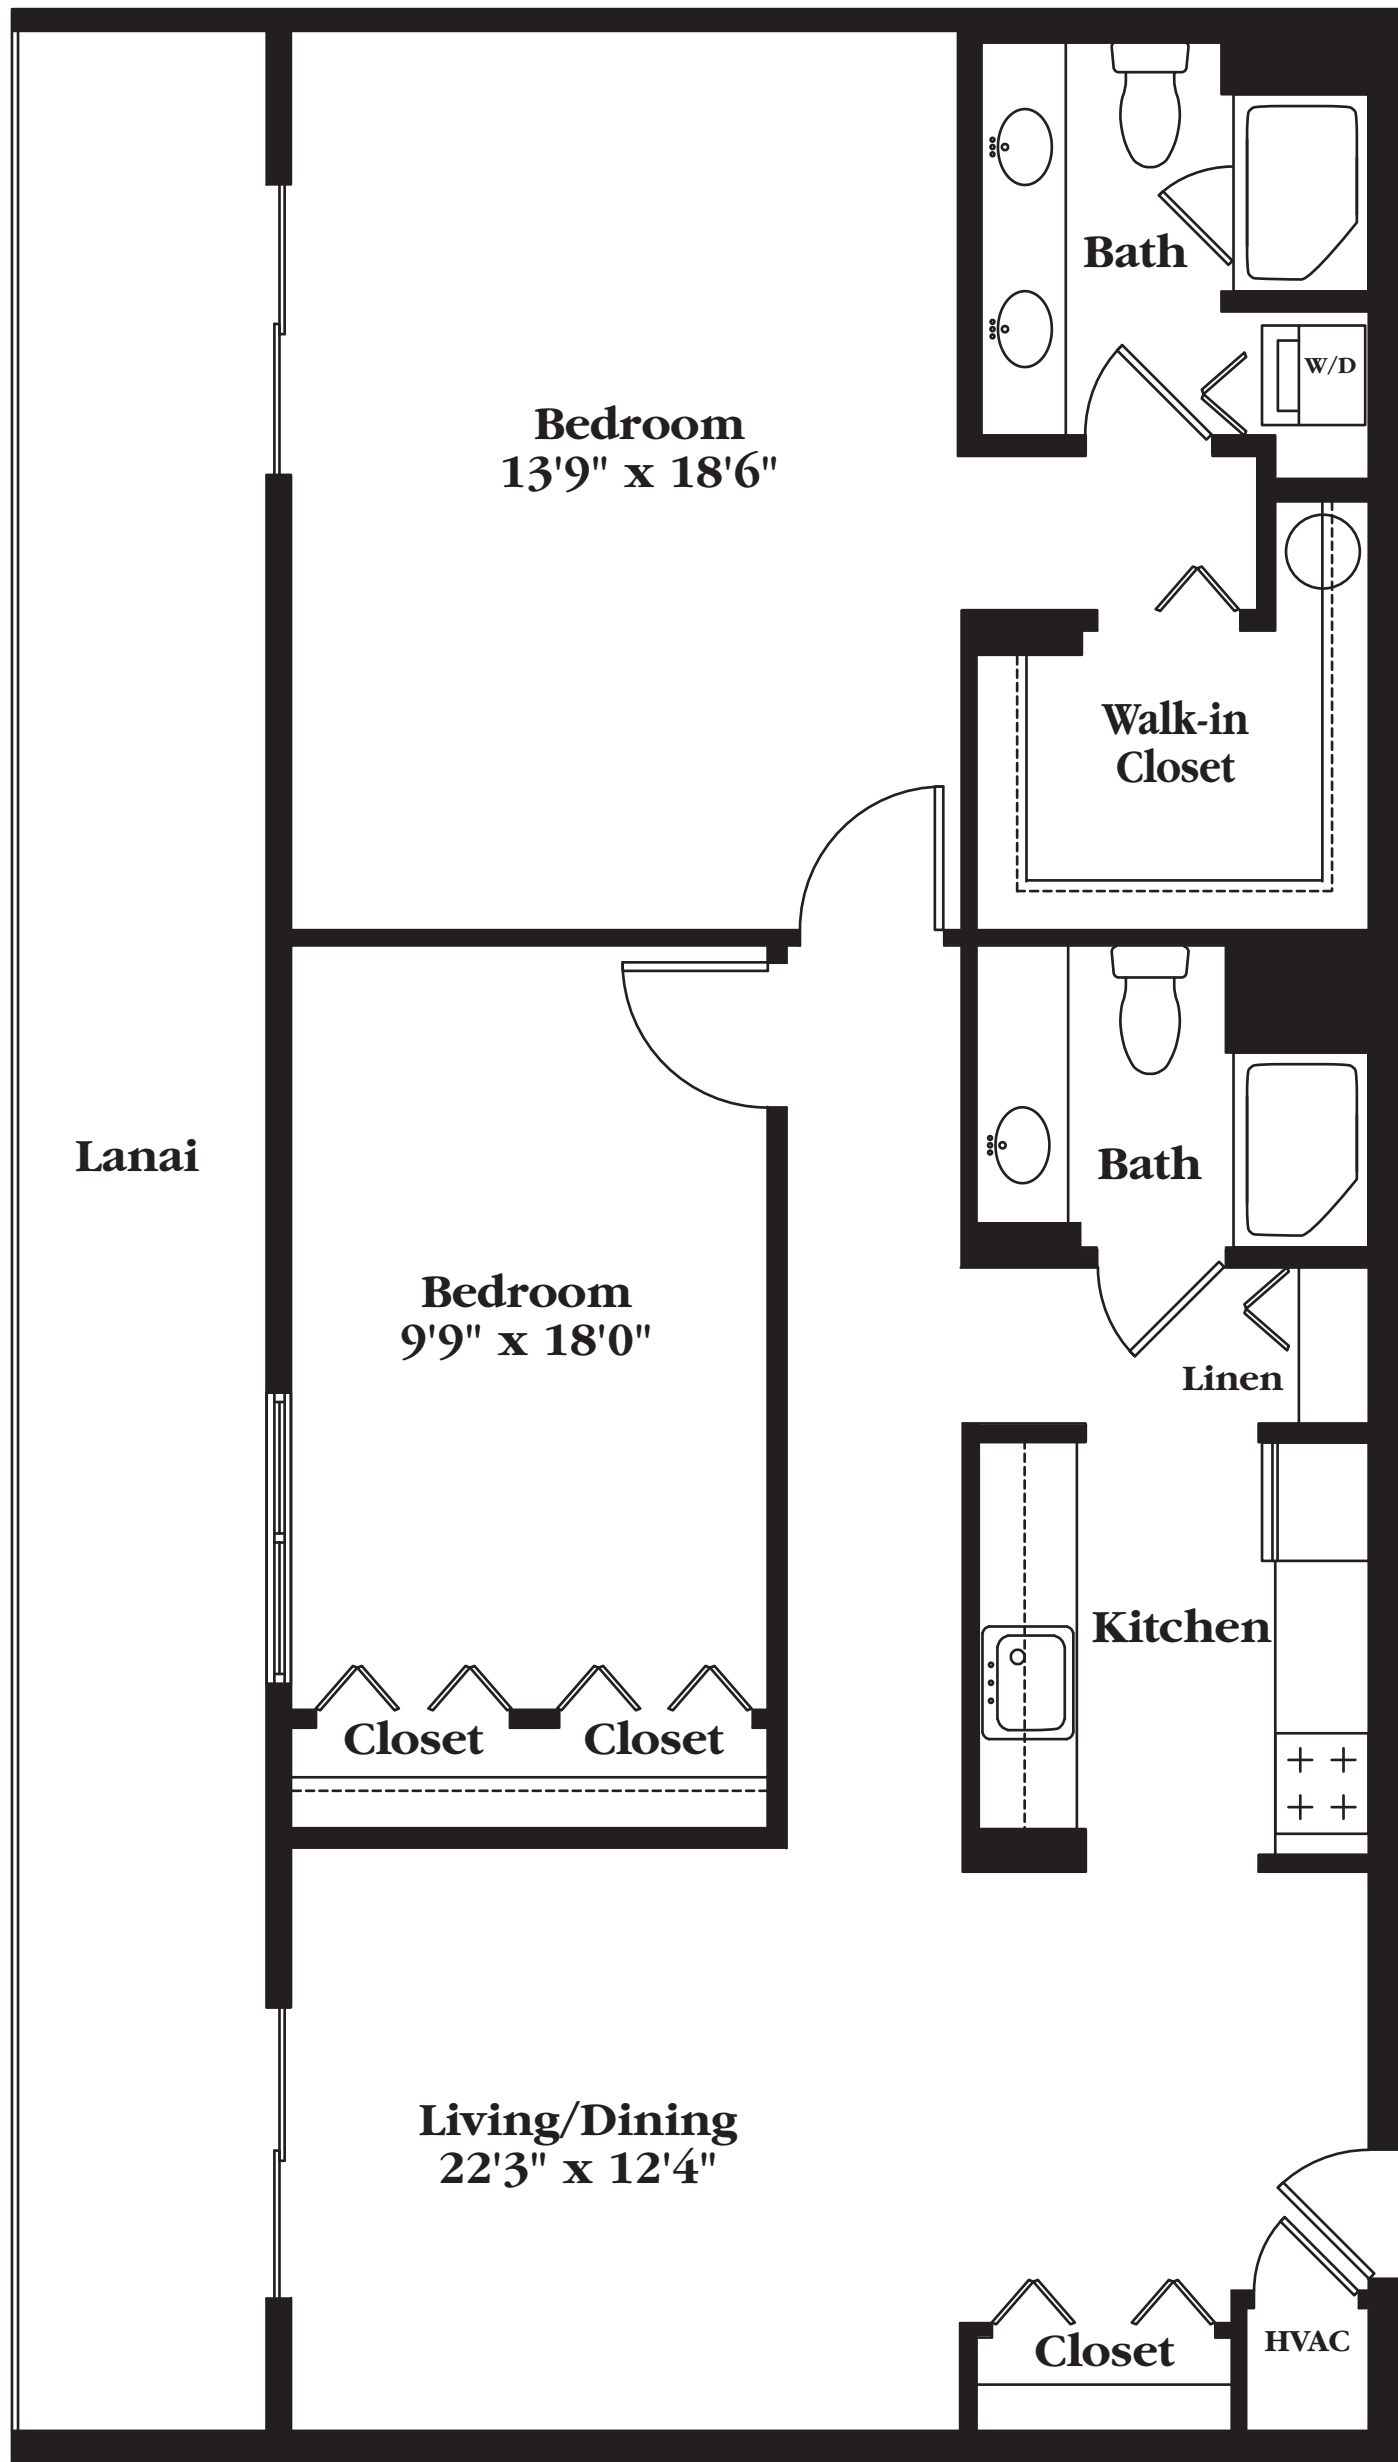 Bath
W/D
Bedroom
13'9" x 18'6"
Walk-in
Closet
Lanai
Bath
Bedroom
9'9" x 18'0"
Linen
Kitchen
Closet
Closet
Living/Dining
22'3" x 12'4"
Closet
HVAC